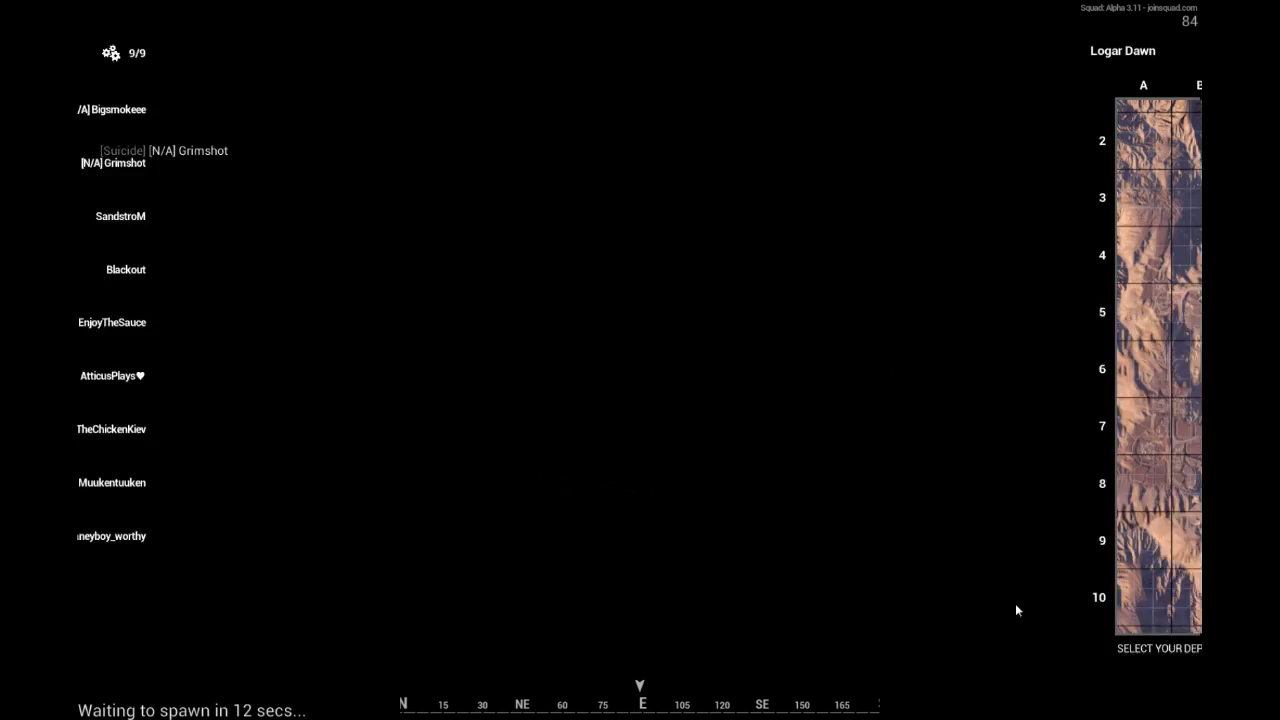 Squad: Alpha 3.11 - joinsquad.com
84
9/9
Logar Dawn
A B
/A] Bigsmokeee
[Suicide] [N/A] Grimshot
[N/A] Grimshot
SandstroM
Blackout
EnjoyTheSauce
AtticusPlays♥
TheChickenKiev
Muukentuuken
neyboy_worthy
2
3
4
5
6
7
8
9
10
SELECT YOUR DEP
Waiting to spawn in 12 secs...
N 15 30 NE 60 75 E 105 120 SE 150 165